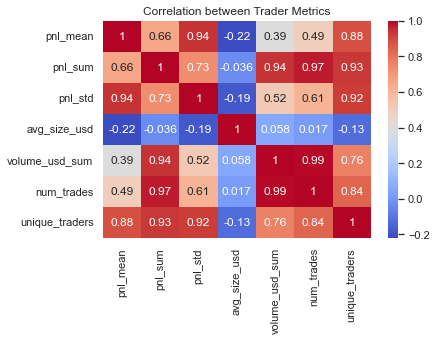 Correlation between Trader Metrics
pnl_mean 1 0.66 0.94 -0.22 0.39 0.49 0.88
pnl_sum 0.66 1 0.73 -0.036 0.94 0.97 0.93
pnl_std 0.94 0.73 1 -0.19 0.52 0.61 0.92
avg_size_usd -0.22 -0.036 -0.19 1 0.058 0.017 -0.13
volume_usd_sum 0.39 0.94 0.52 0.058 1 0.99 0.76
num_trades 0.49 0.97 0.61 0.017 0.99 1 0.84
unique_traders 0.88 0.93 0.92 -0.13 0.76 0.84 1
pnl_mean
pnl_sum
pnl_std
avg_size_usd
volume_usd_sum
num_trades
unique_traders
1.0
0.8
0.6
0.4
0.2
0.0
−0.2